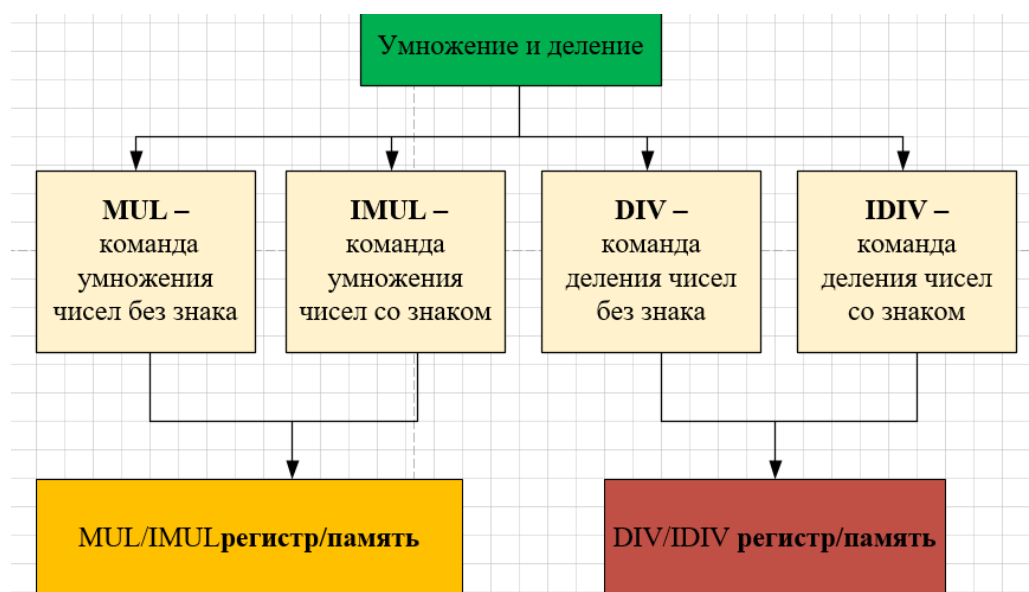 Умножение и деление
MUL –
команда
умножения
чисел без знака
IMUL –
команда
умножения
чисел со знаком
DIV –
команда
деления чисел
без знака
IDIV –
команда
деления чисел
со знаком
MUL/IMULрегистр/память
DIV/IDIV регистр/память